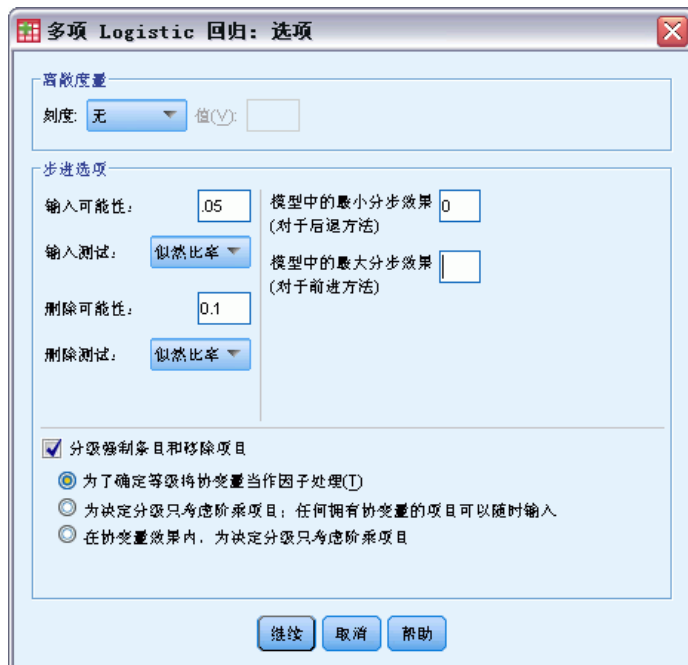 多项 Logistic 回归: 选项
离散度量
刻度: 无 值(V):
步进选项
输入可能性: .05
输入测试: 似然比率
删除可能性: 0.1
删除测试: 似然比率
模型中的最小分步效果 0
(对于后退方法)
模型中的最大分步效果
(对于前进方法)
分级强制条目和移除项目
为了确定等级将协变量当作因子处理(T)
为决定分级只考虑阶乘项目; 任何拥有协变量的项目可以随时输入
在协变量效果内, 为决定分级只考虑阶乘项目
继续 取消 帮助